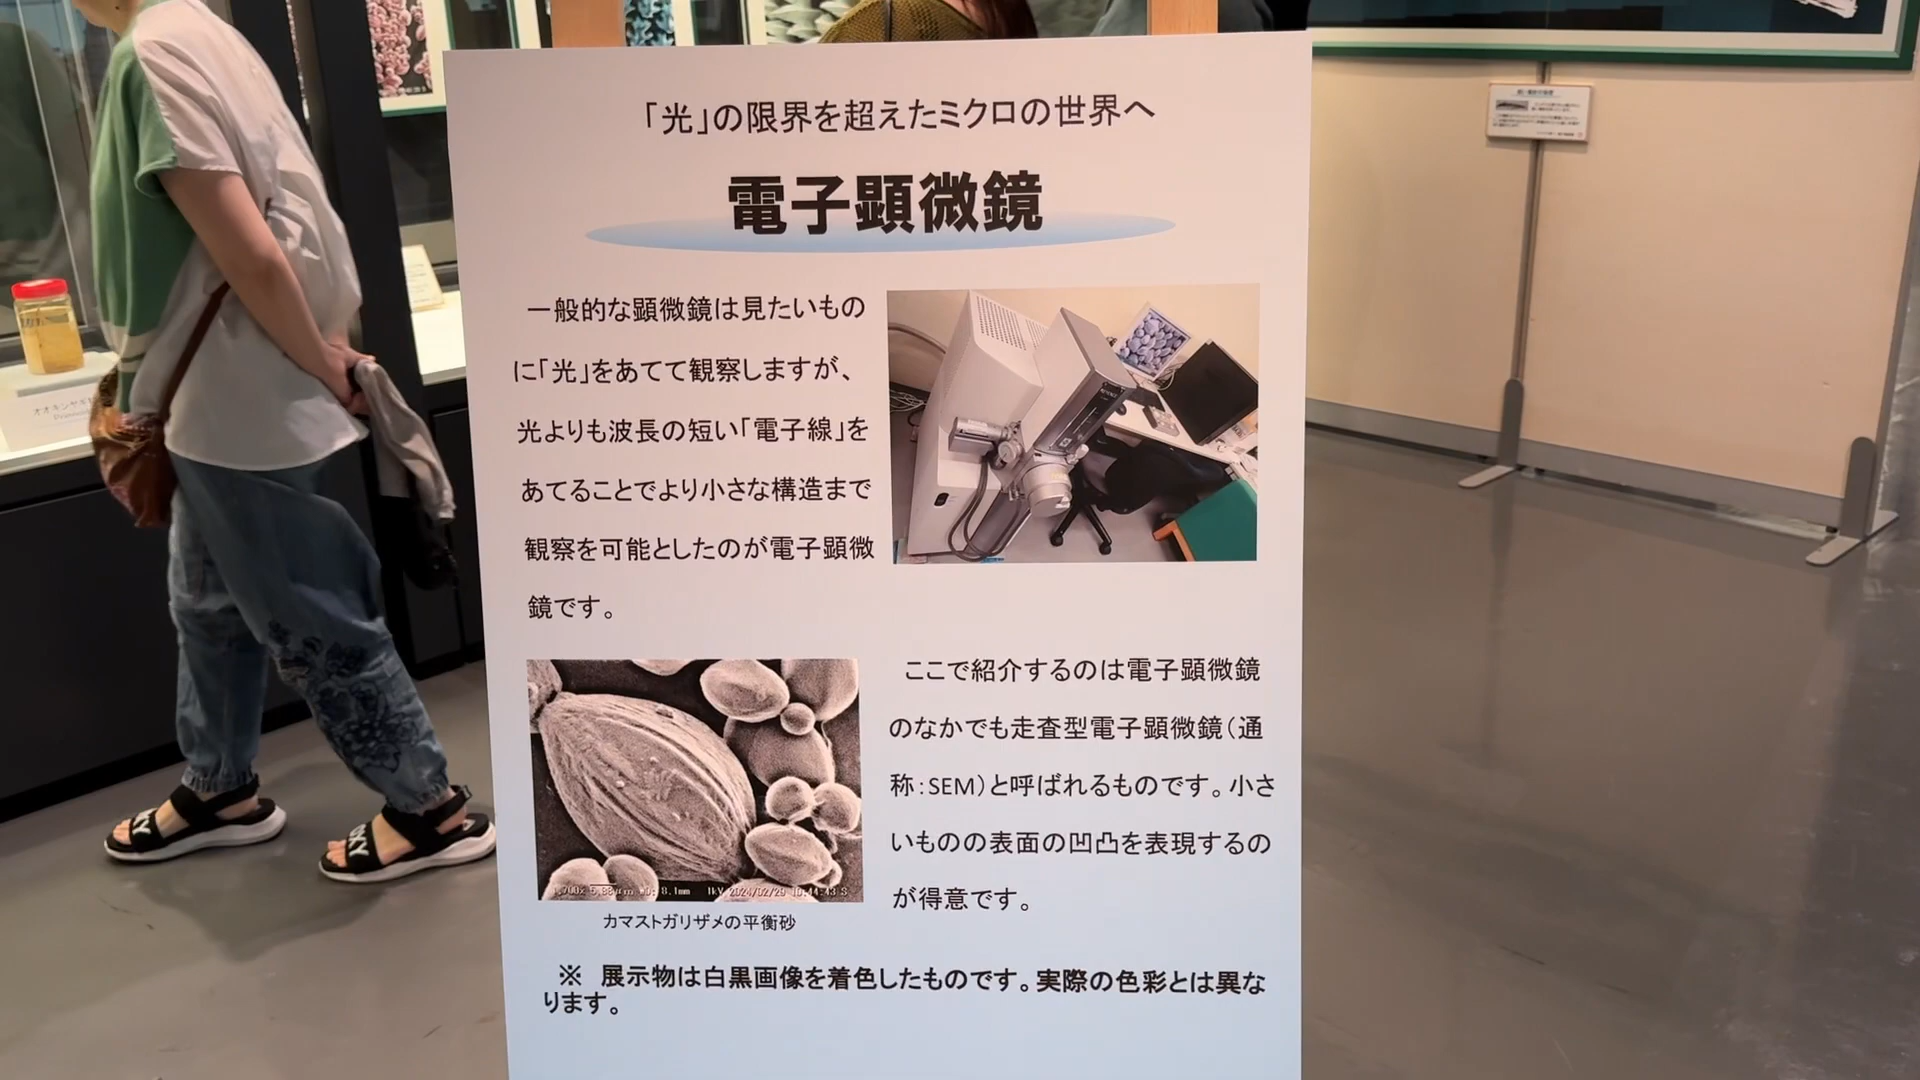 「光」の限界を超えたミクロの世界へ
電子顕微鏡
一般的な顕微鏡は見たいもの
に「光」をあてて観察しますが、
光よりも波長の短い「電子線」を
あてることでより小さな構造まで
観察を可能としたのが電子顕微
鏡です。
ここで紹介するのは電子顕微鏡
のなかでも走査型電子顕微鏡（通
称：SEM）と呼ばれるものです。小さ
いものの表面の凹凸を表現するの
が得意です。
1kV 2024/02/29
カマストガリザメの平衡砂
※ 展示物は白黒画像を着色したものです。実際の色彩とは異な
ります。